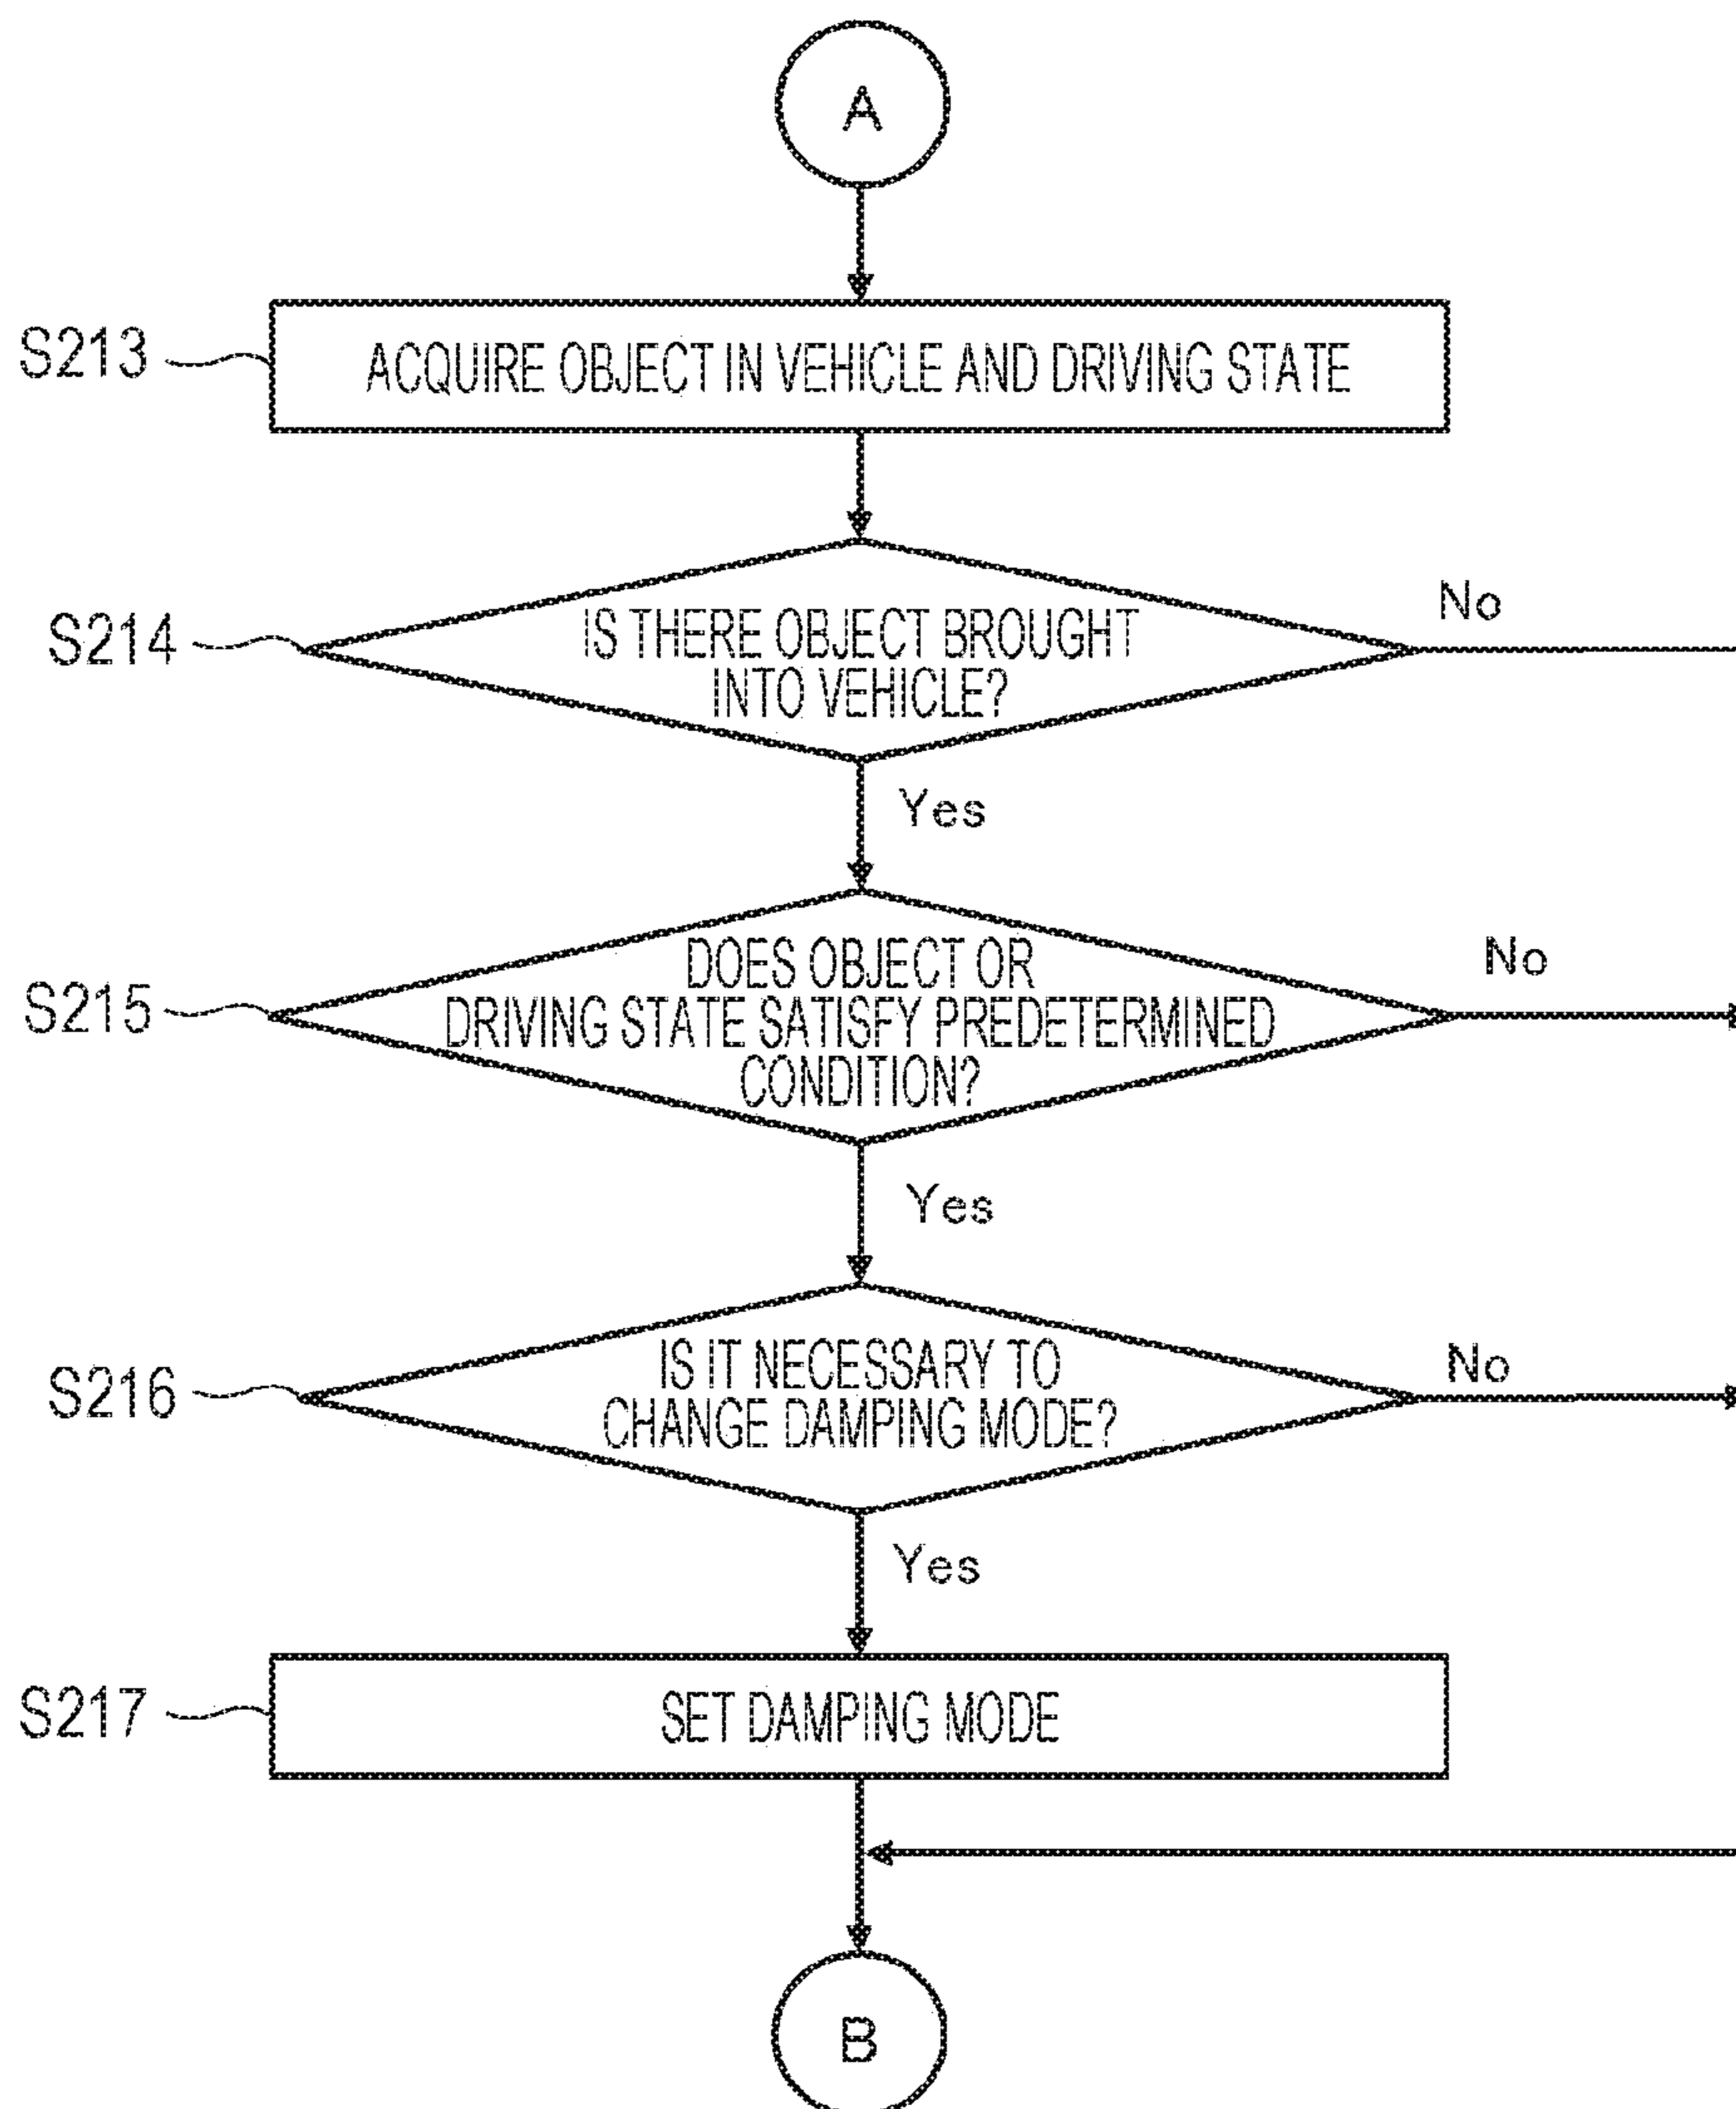 A
S213
ACQUIRE OBJECT IN VEHICLE AND DRIVING STATE
S214
IS THERE OBJECT BROUGHT
INTO VEHICLE?
No
Yes
S215
DOES OBJECT OR
DRIVING STATE SATISFY PREDETERMINED
CONDITION?
No
Yes
S216
IS IT NECESSARY TO
CHANGE DAMPING MODE?
No
Yes
S217
SET DAMPING MODE
B